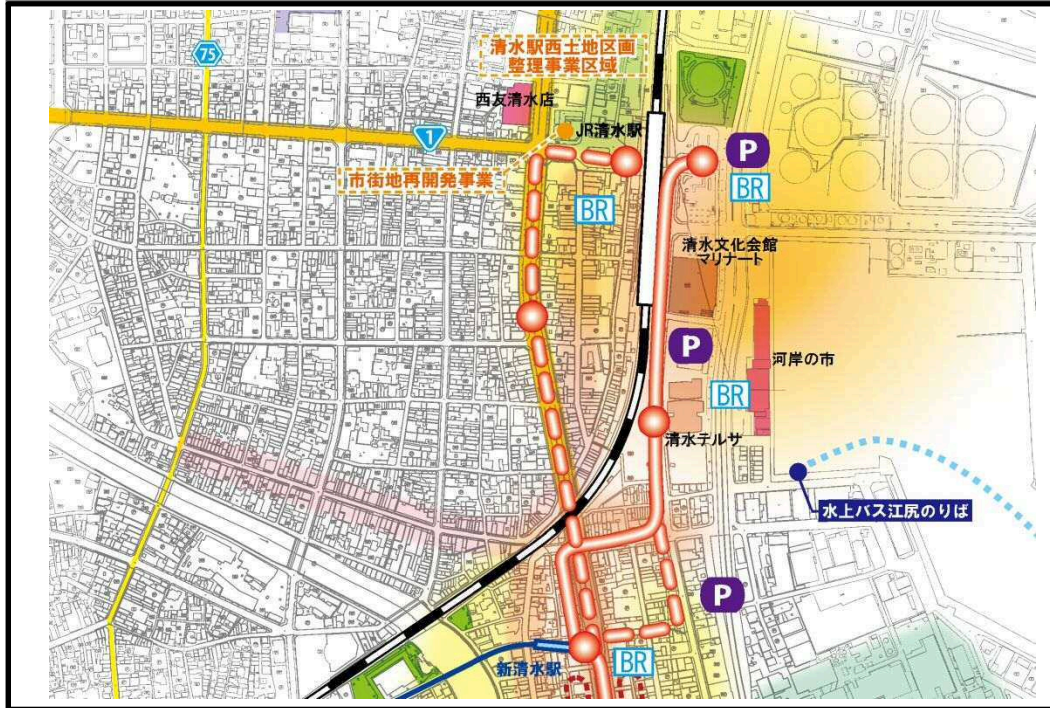 75
清水駅西土地区画
整理事業区域
西友清水店
JR清水駅
1
P
市街地再開発事業
BR
BR
清水文化会館
マリナート
P
河岸の市
BR
清水テルサ
水上バス江尻のりば
P
新清水駅
BR